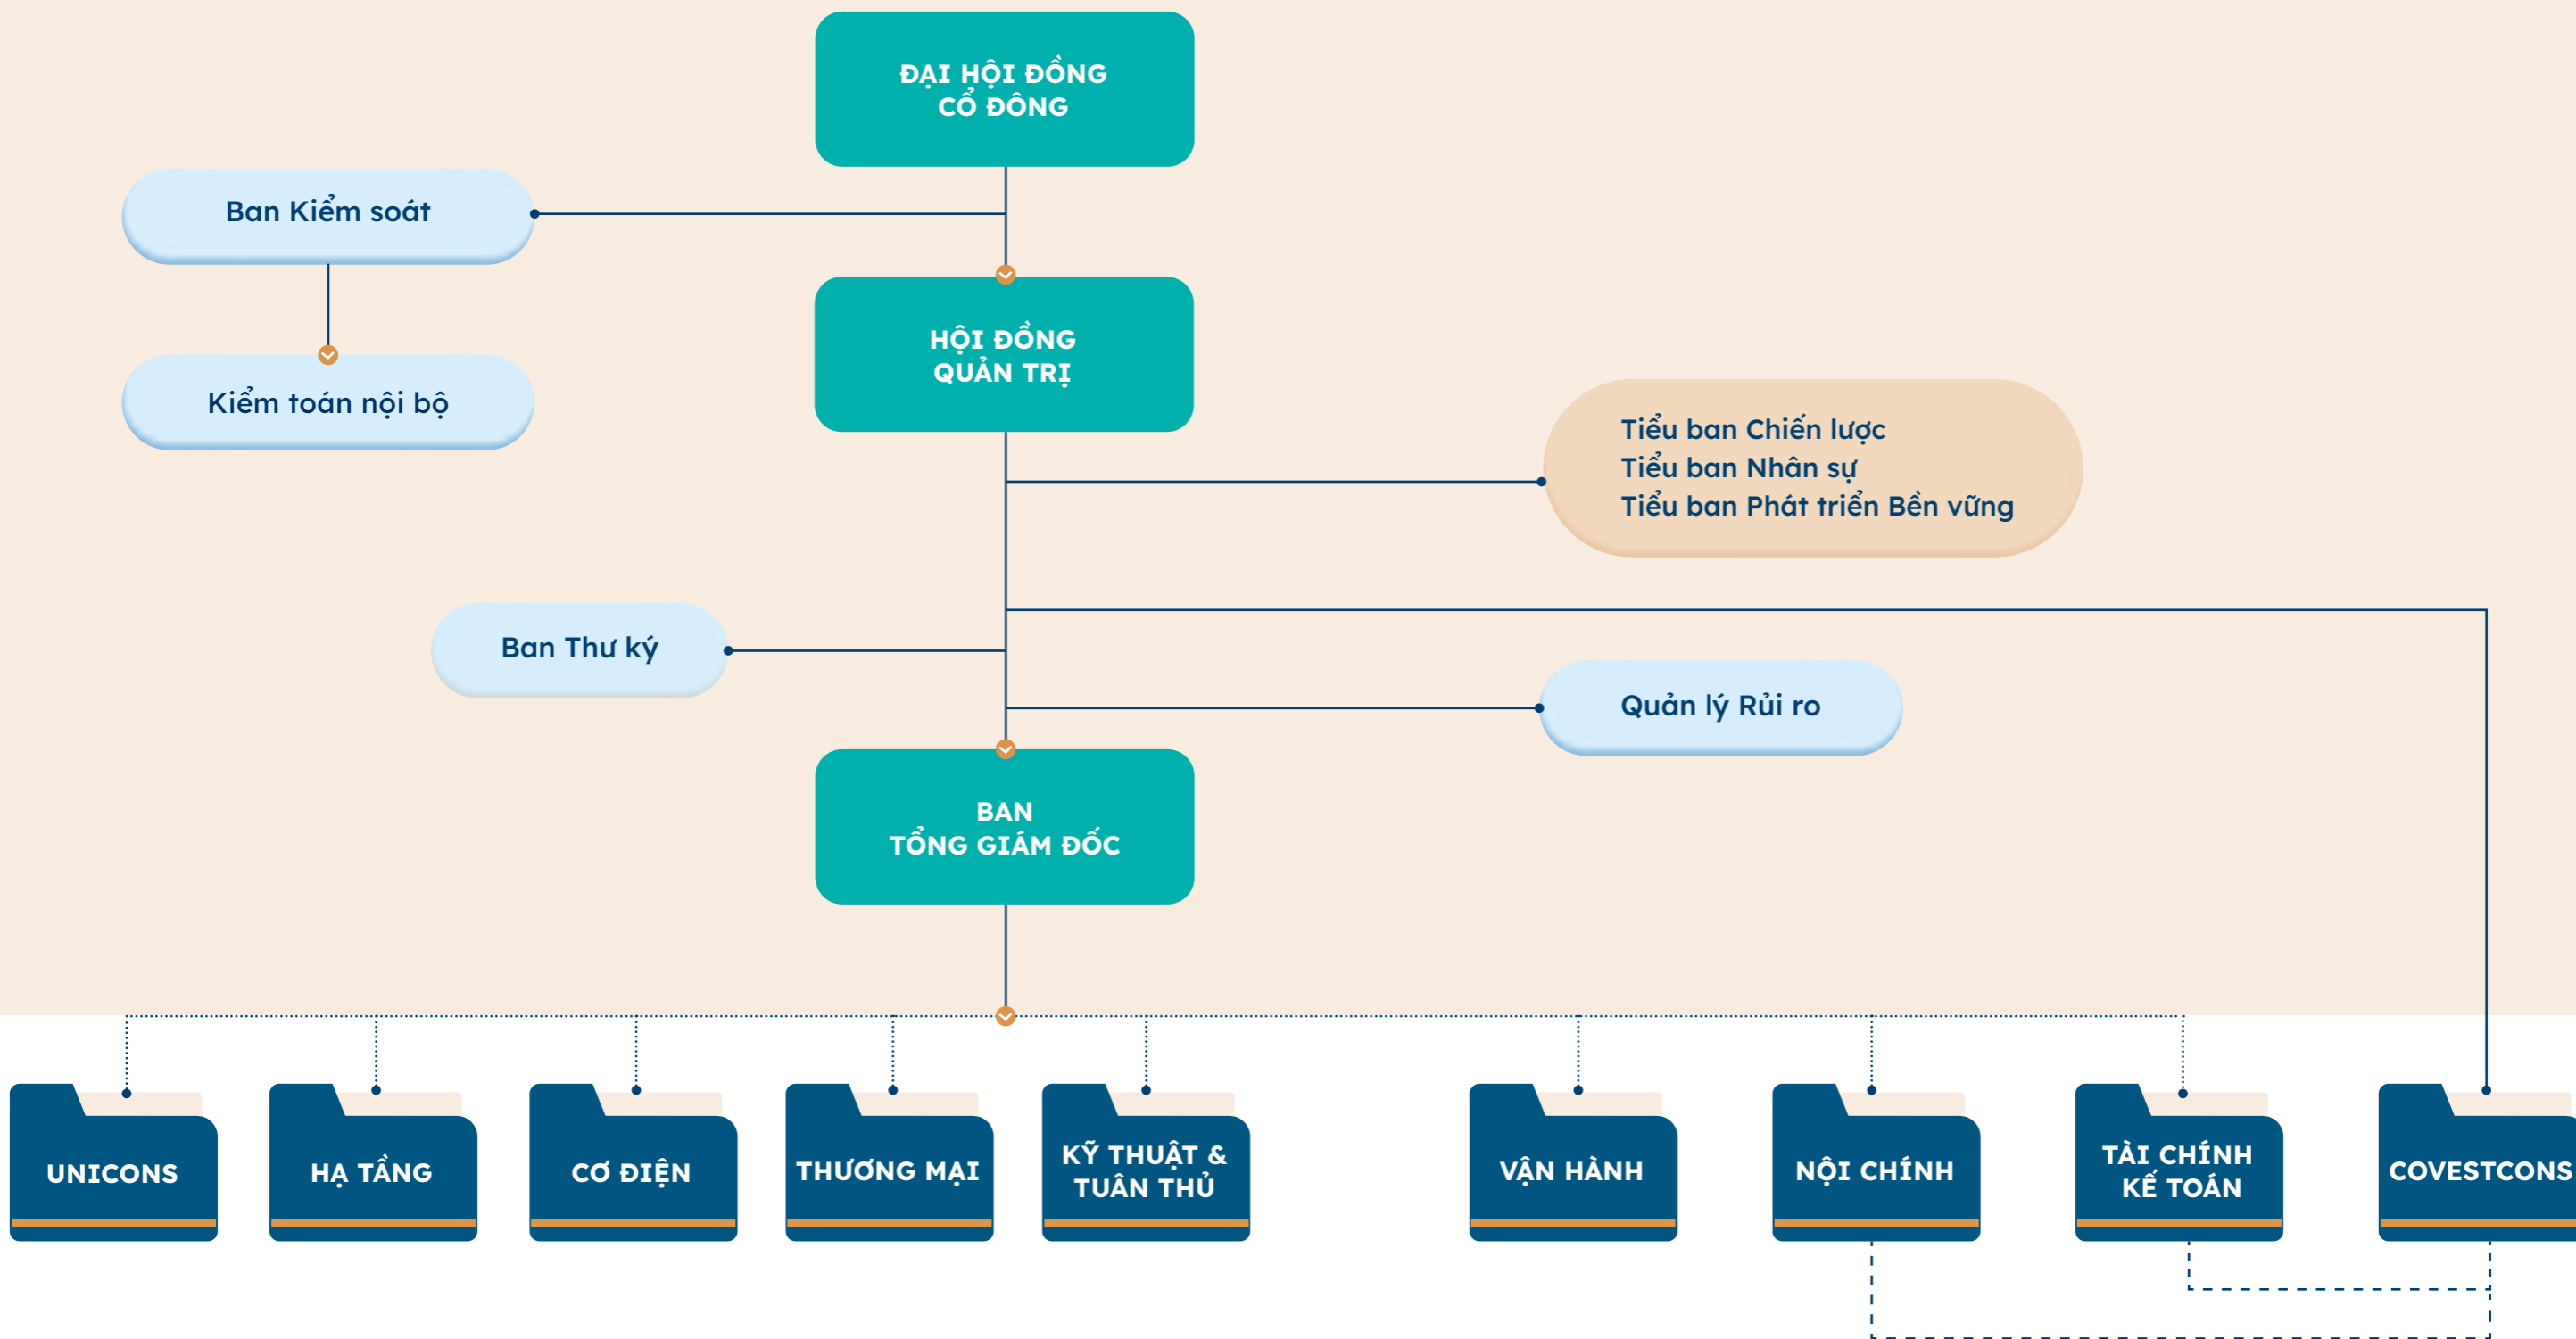 ĐẠI HỘI ĐỒNG
CỔ ĐÔNG
Ban Kiểm soát
HỘI ĐỒNG
QUẢN TRỊ
Kiểm toán nội bộ
Tiểu ban Chiến lược
Tiểu ban Nhân sự
Tiểu ban Phát triển Bền vững
Ban Thư ký
Quản lý Rủi ro
BAN
TỔNG GIÁM ĐỐC
UNICONS
HẠ TẦNG
CƠ ĐIỆN
THƯƠNG MẠI
KỸ THUẬT &
TUÂN THỦ
VẬN HÀNH
NỘI CHÍNH
TÀI CHÍNH
KẾ TOÁN
COVESTCONS